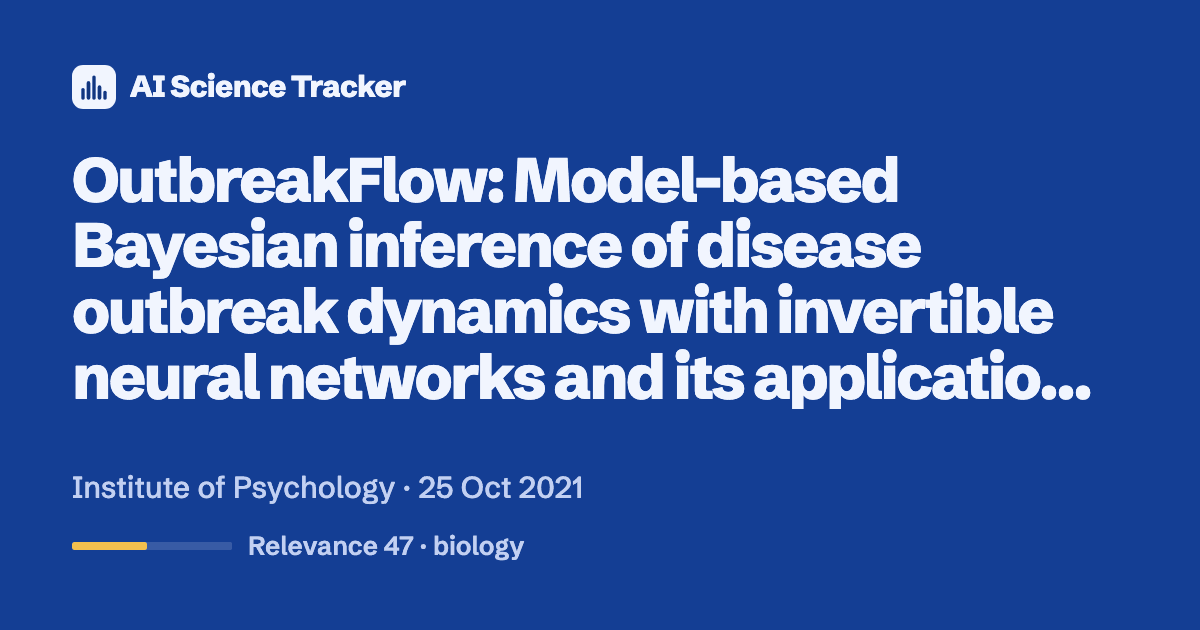 AI Science Tracker
OutbreakFlow: Model-based
Bayesian inference of disease
outbreak dynamics with invertible
neural networks and its applicatio...
Institute of Psychology · 25 Oct 2021
Relevance 47 · biology